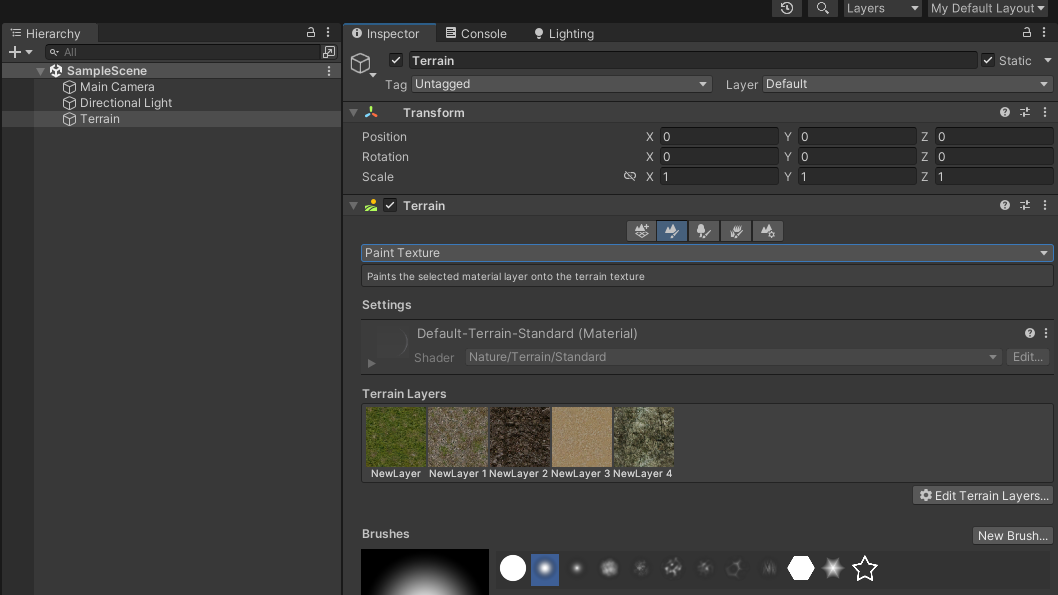 Layers My Default Layout
Hierarchy
All
SampleScene
Main Camera
Directional Light
Terrain
Inspector Console Lighting
Terrain Static
Tag Untagged Layer Default
Transform
Position X 0 Y 0 Z 0
Rotation X 0 Y 0 Z 0
Scale X 1 Y 1 Z 1
Terrain
Paint Texture
Paints the selected material layer onto the terrain texture
Settings
Default-Terrain-Standard (Material)
Shader Nature/Terrain/Standard Edit...
Terrain Layers
NewLayer NewLayer 1 NewLayer 2 NewLayer 3 NewLayer 4
Edit Terrain Layers...
Brushes New Brush...